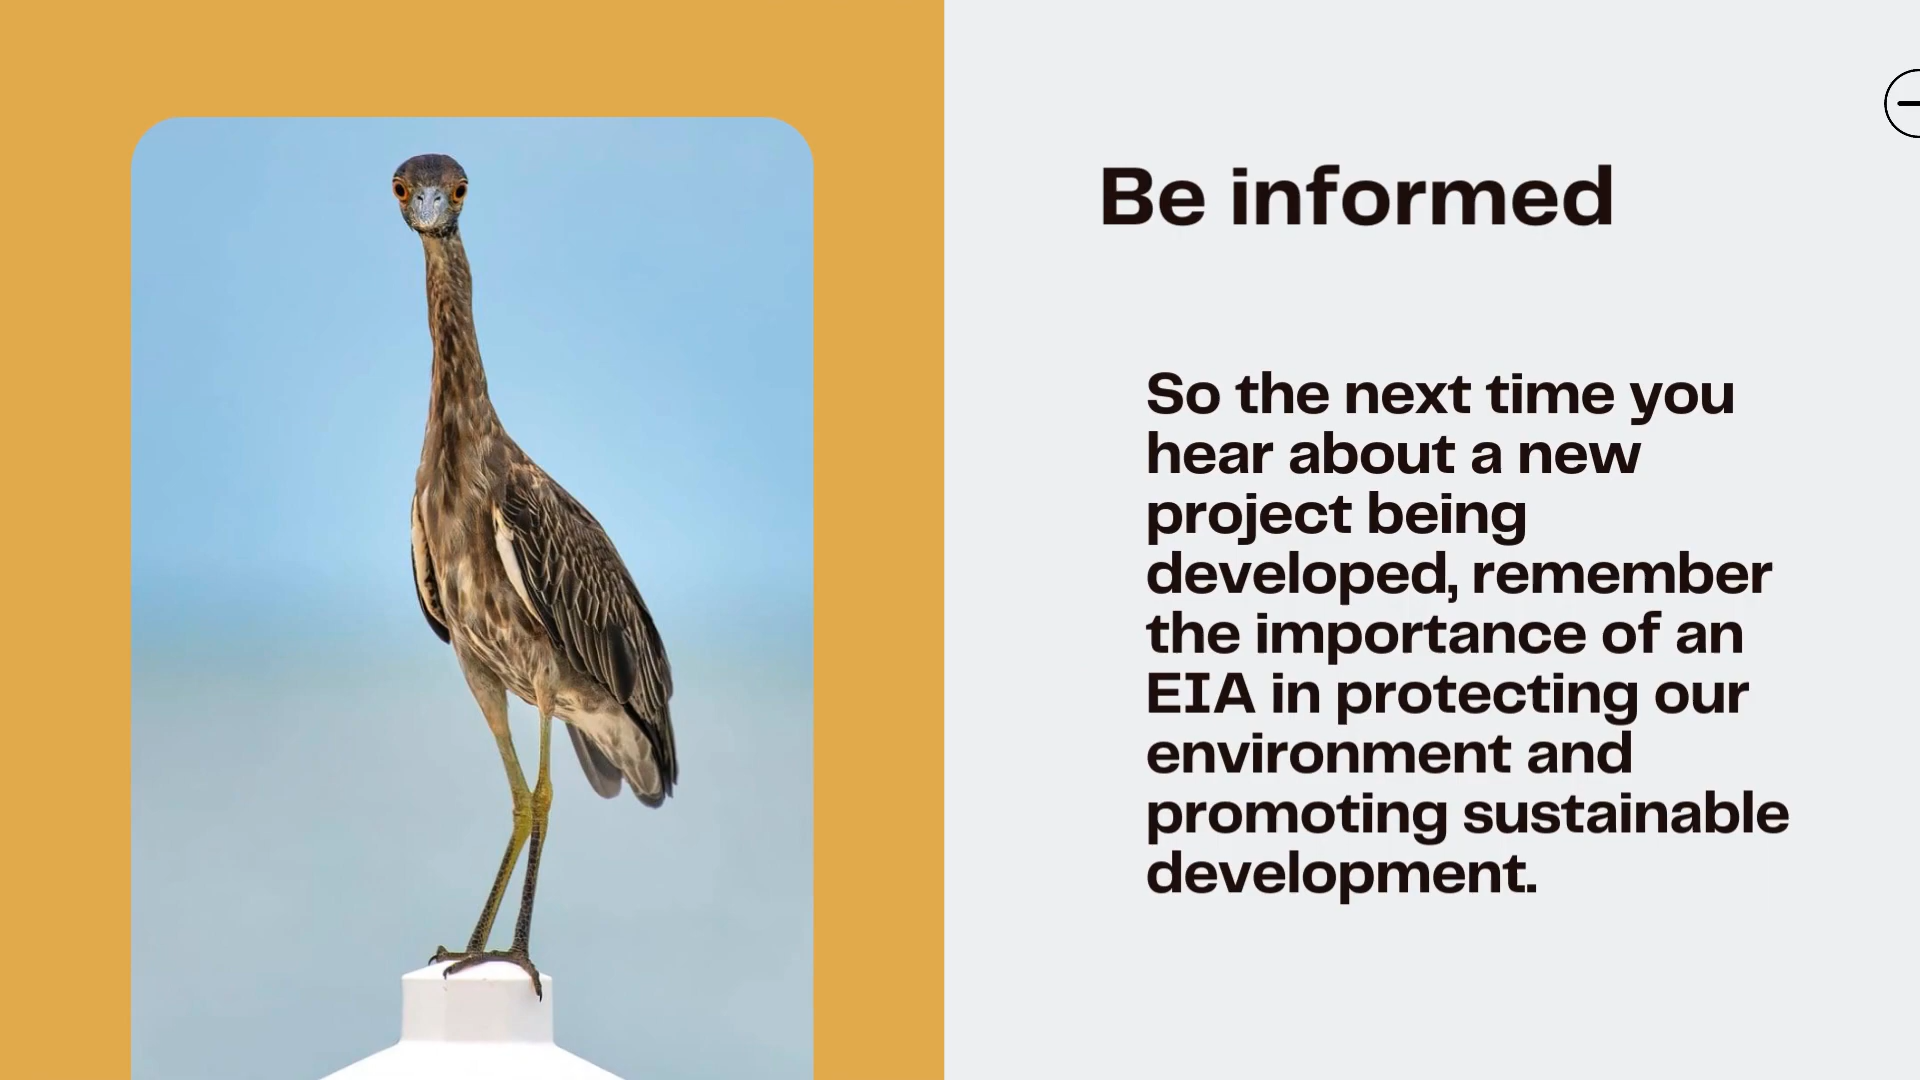 Be informed
So the next time you
hear about a new
project being
developed, remember
the importance of an
EIA in protecting our
environment and
promoting sustainable
development.